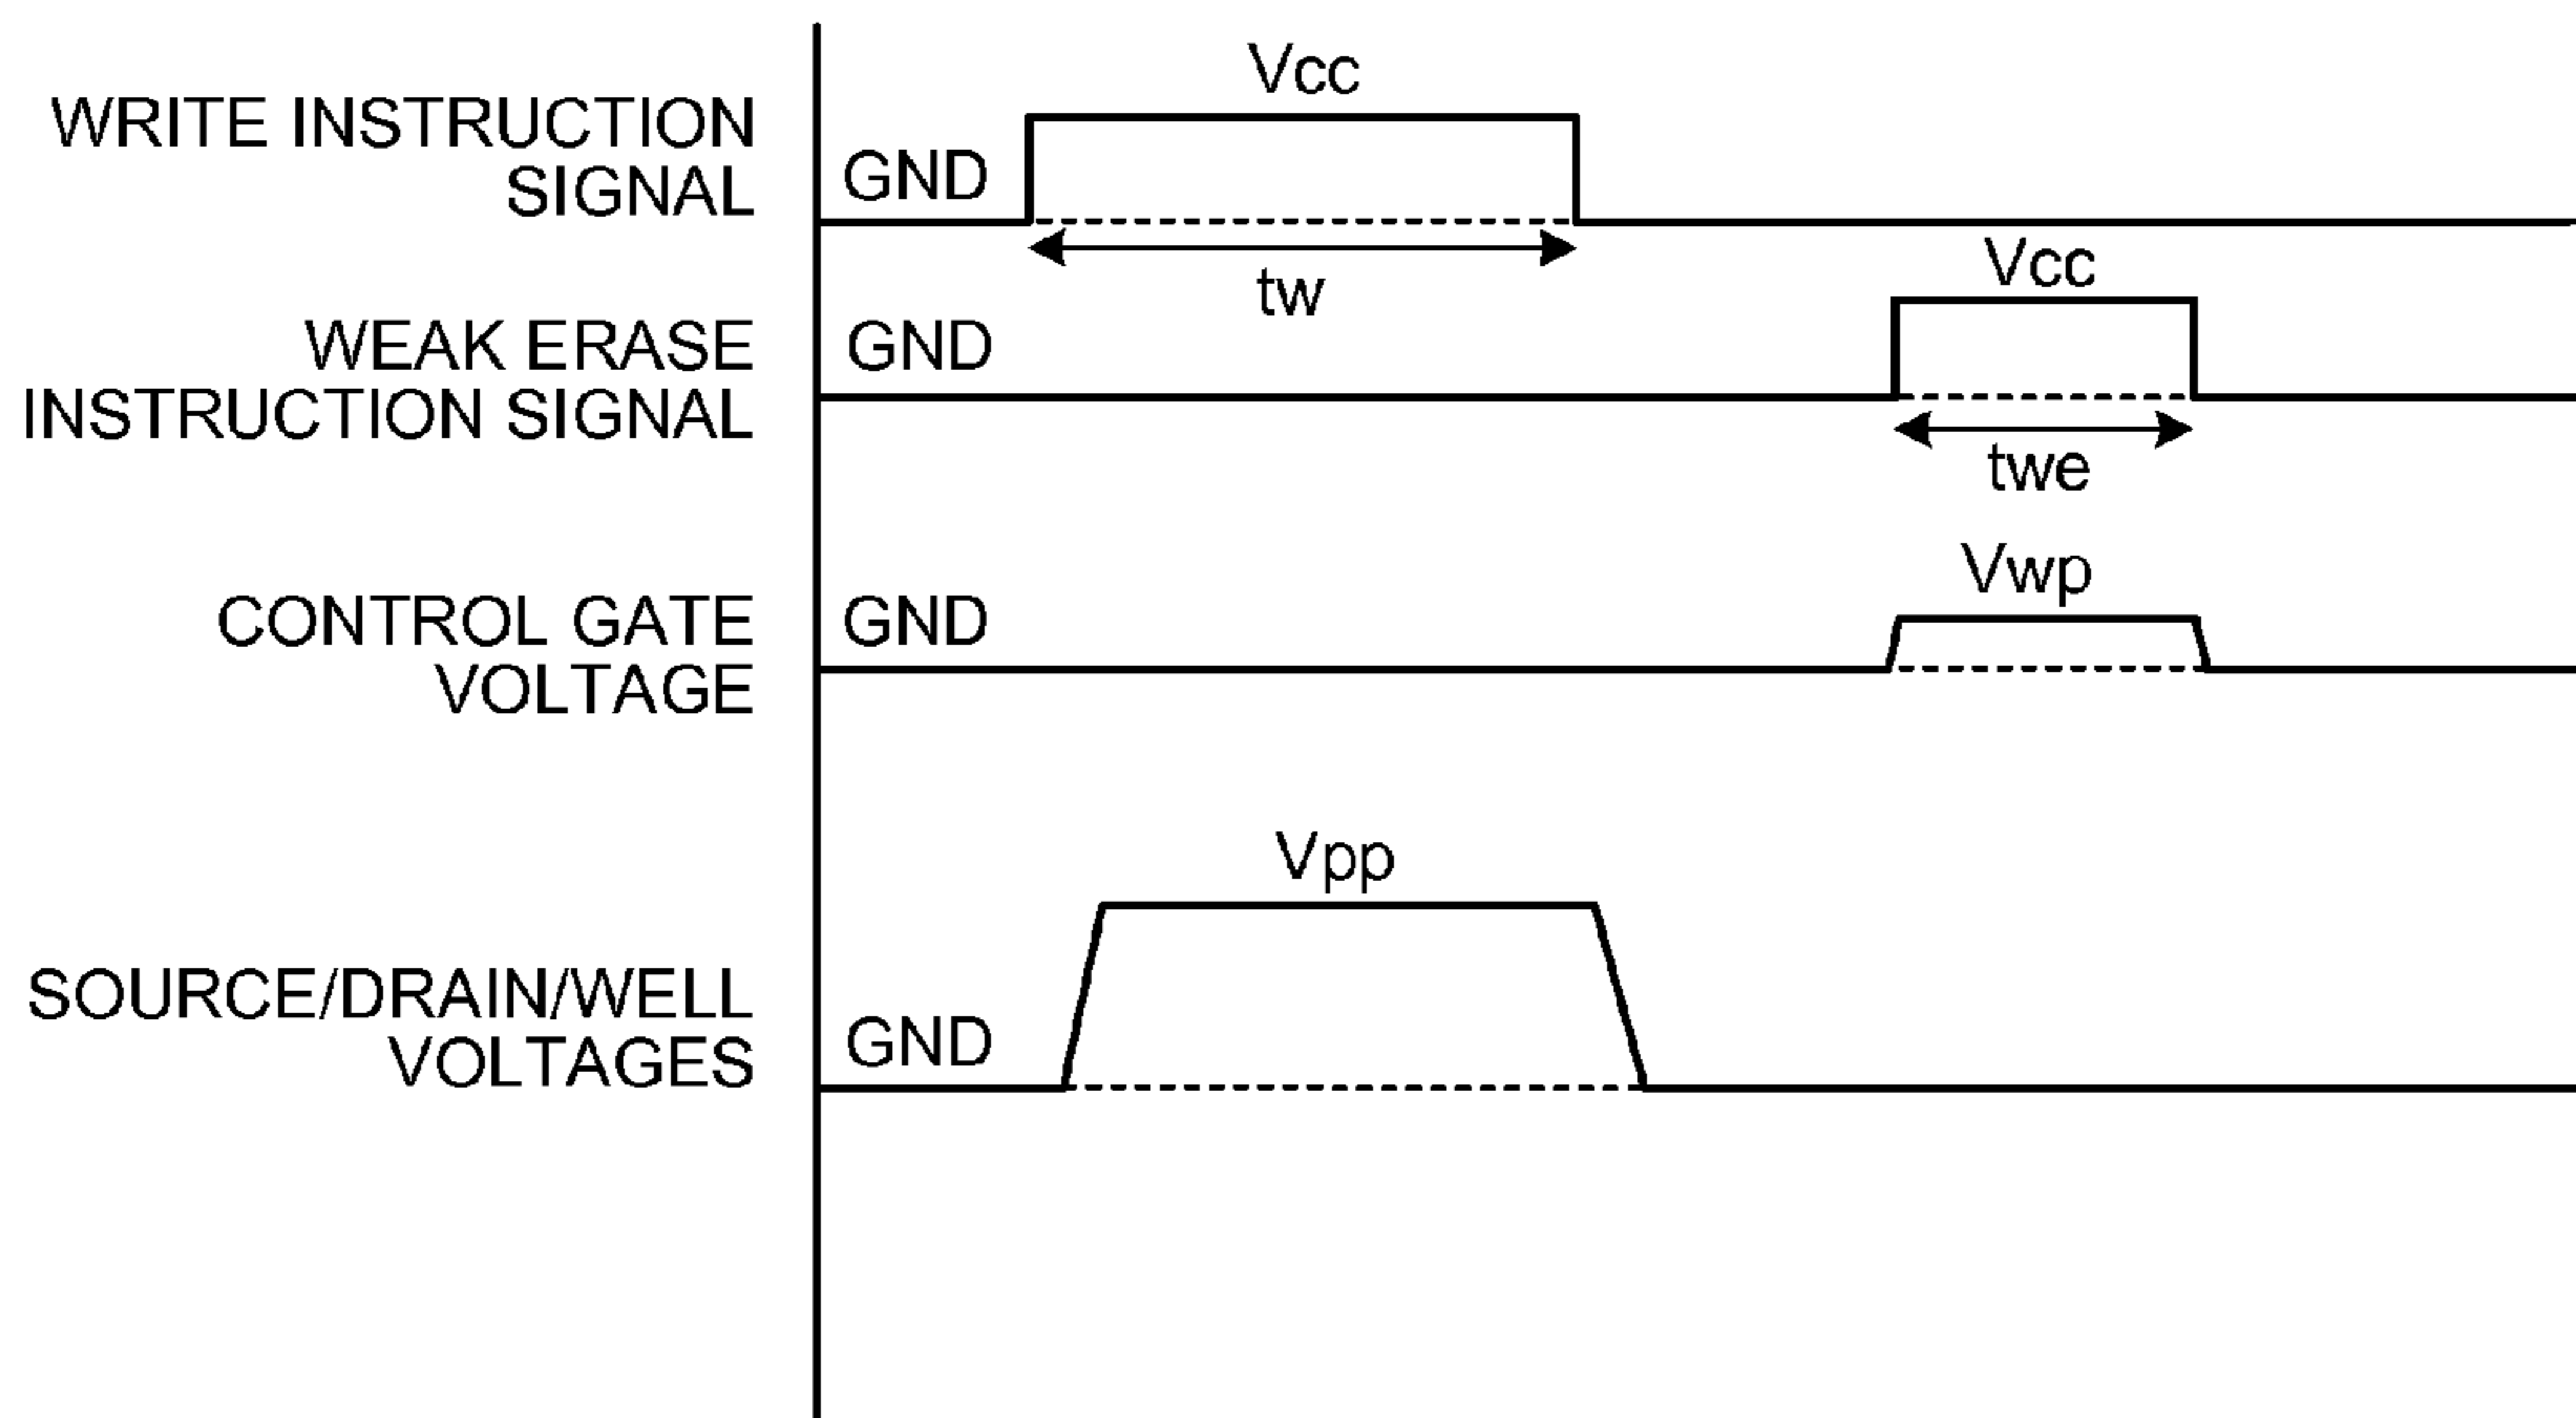 Vcc
WRITE INSTRUCTION
SIGNAL
GND
tw
Vcc
WEAK ERASE
INSTRUCTION SIGNAL
GND
twe
Vwp
CONTROL GATE
VOLTAGE
GND
Vpp
SOURCE/DRAIN/WELL
VOLTAGES
GND